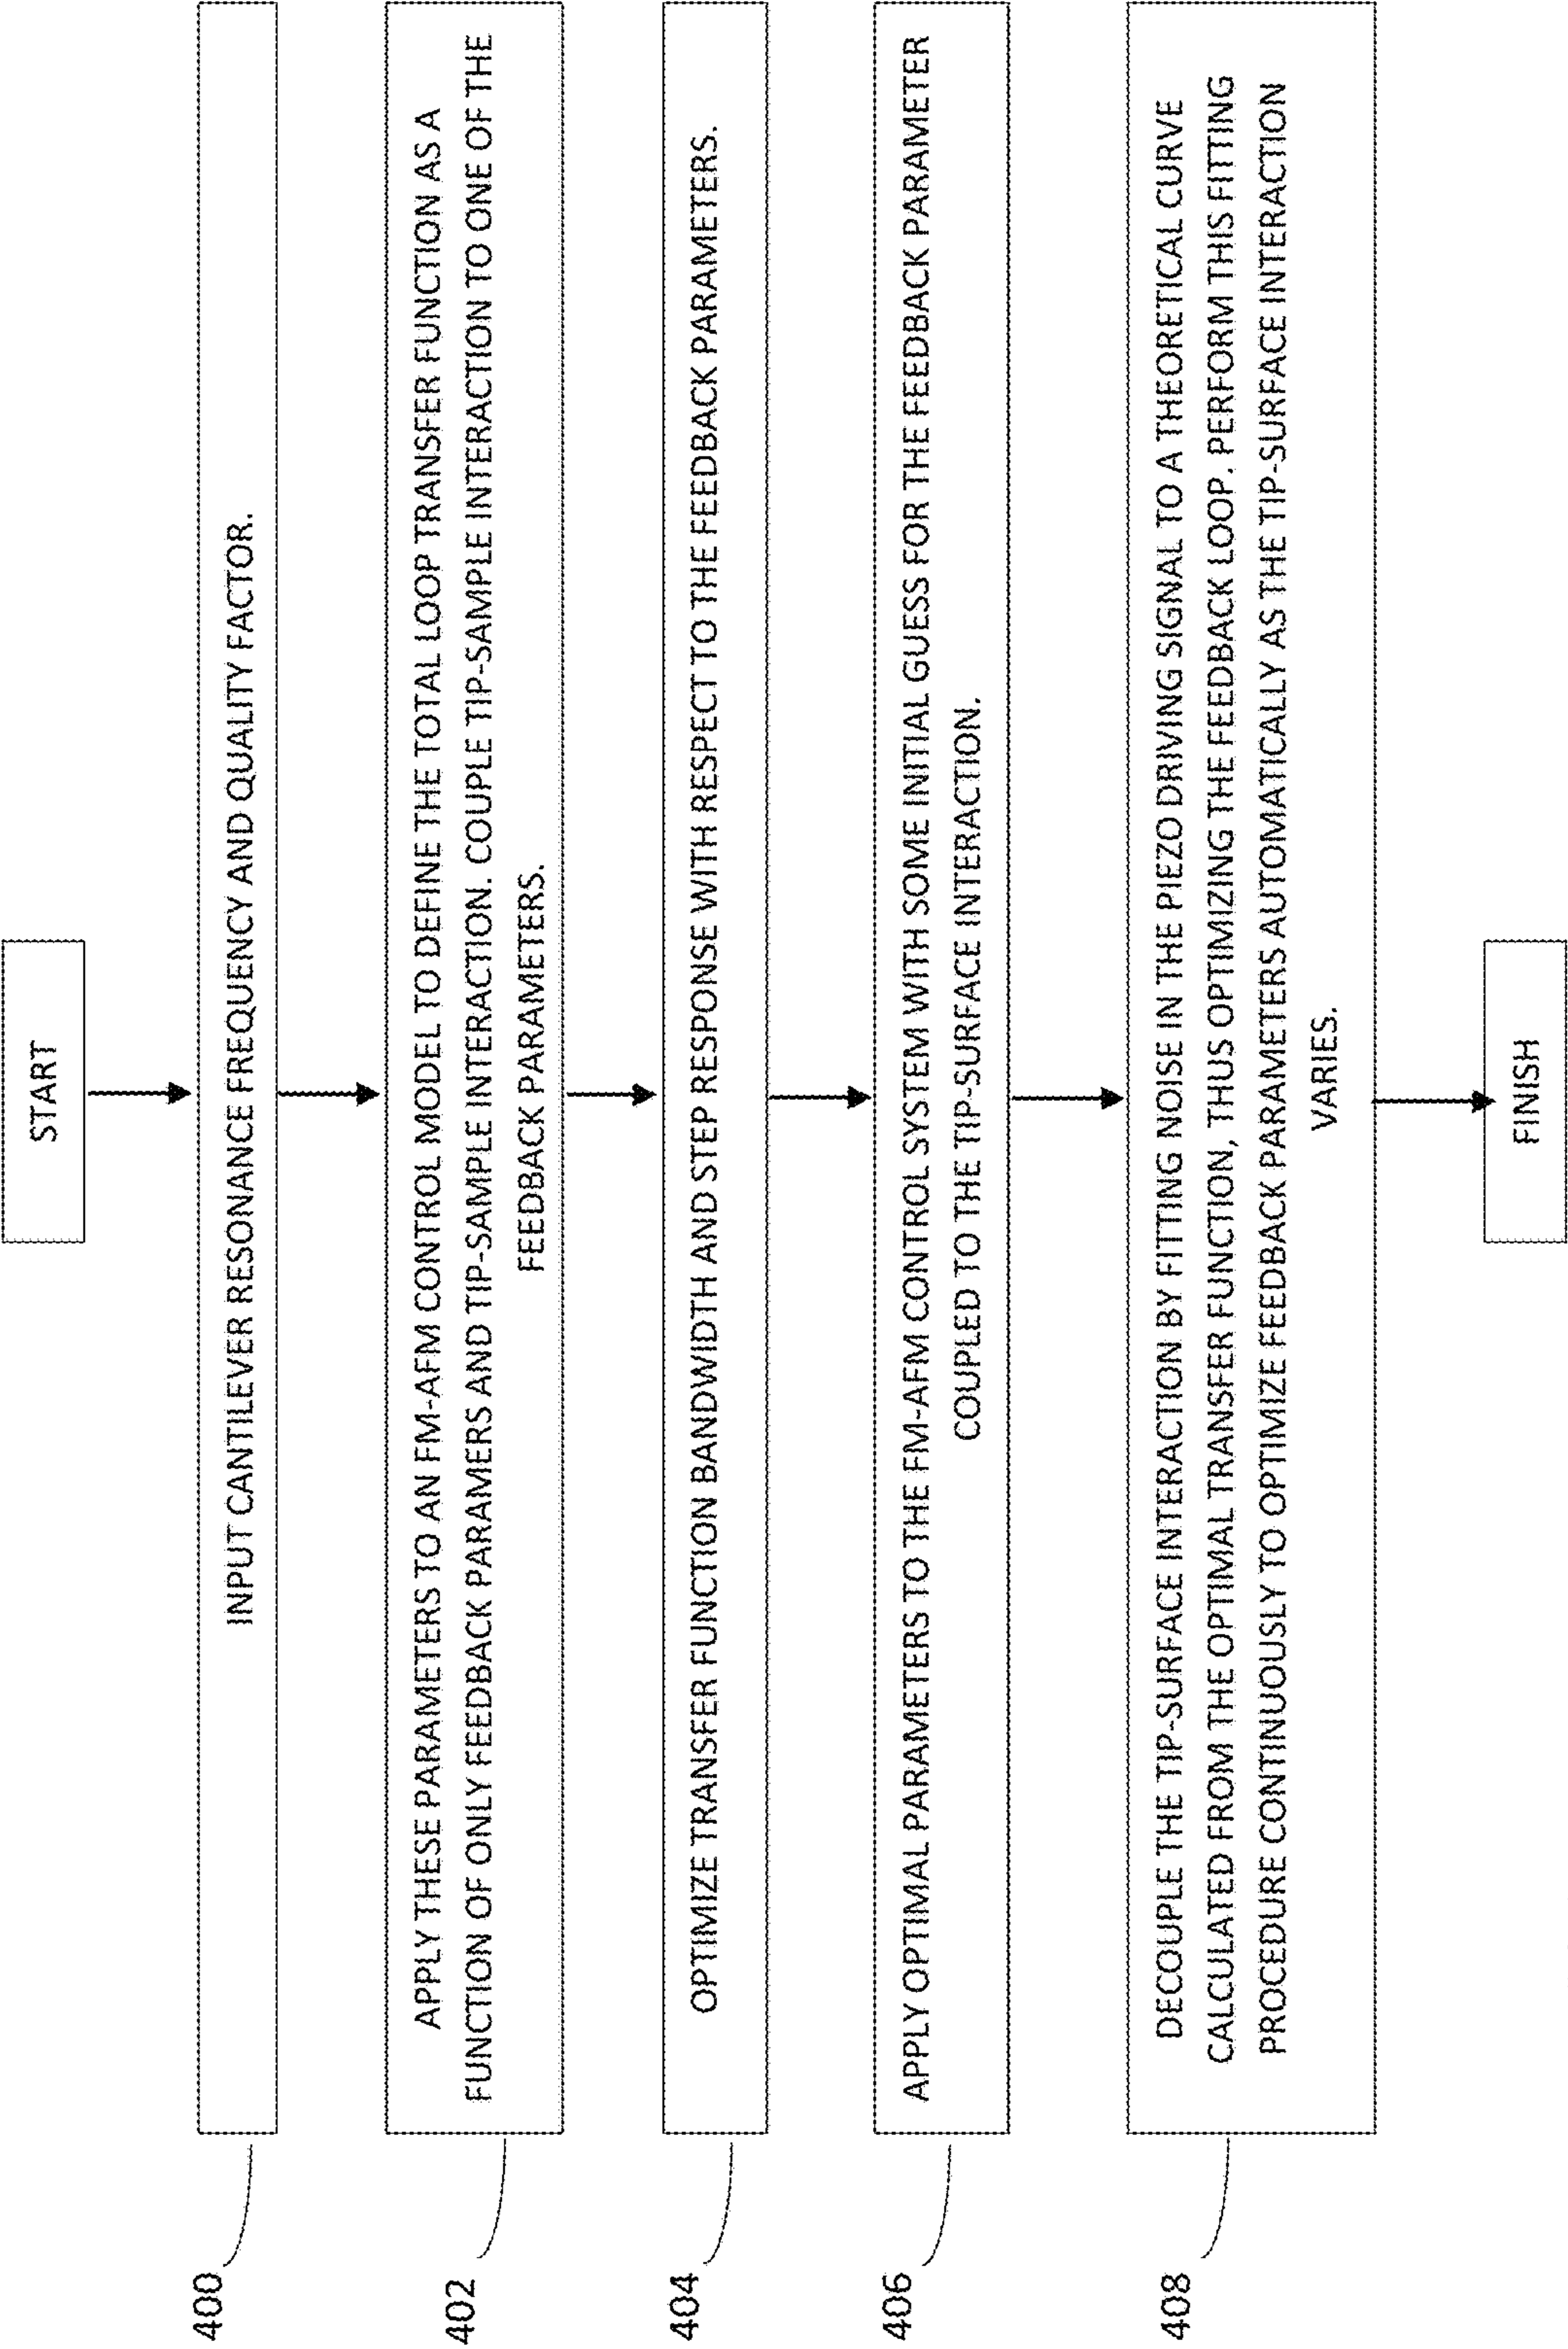 START
400
INPUT CANTILEVER RESONANCE FREQUENCY AND QUALITY FACTOR.
402
APPLY THESE PARAMETERS TO AN FM-AFM CONTROL MODEL TO DEFINE THE TOTAL LOOP TRANSFER FUNCTION AS A
FUNCTION OF ONLY FEEDBACK PARAMERS AND TIP-SAMPLE INTERACTION. COUPLE TIP-SAMPLE INTERACTION TO ONE OF THE
FEEDBACK PARAMETERS.
404
OPTIMIZE TRANSFER FUNCTION BANDWIDTH AND STEP RESPONSE WITH RESPECT TO THE FEEDBACK PARAMETERS.
406
APPLY OPTIMAL PARAMETERS TO THE FM-AFM CONTROL SYSTEM WITH SOME INITIAL GUESS FOR THE FEEDBACK PARAMETER
COUPLED TO THE TIP-SURFACE INTERACTION.
408
DECOUPLE THE TIP-SURFACE INTERACTION BY FITTING NOISE IN THE PIEZO DRIVING SIGNAL TO A THEORETICAL CURVE
CALCULATED FROM THE OPTIMAL TRANSFER FUNCTION, THUS OPTIMIZING THE FEEDBACK LOOP. PERFORM THIS FITTING
PROCEDURE CONTINUOUSLY TO OPTIMIZE FEEDBACK PARAMETERS AUTOMATICALLY AS THE TIP-SURFACE INTERACTION
VARIES.
FINISH